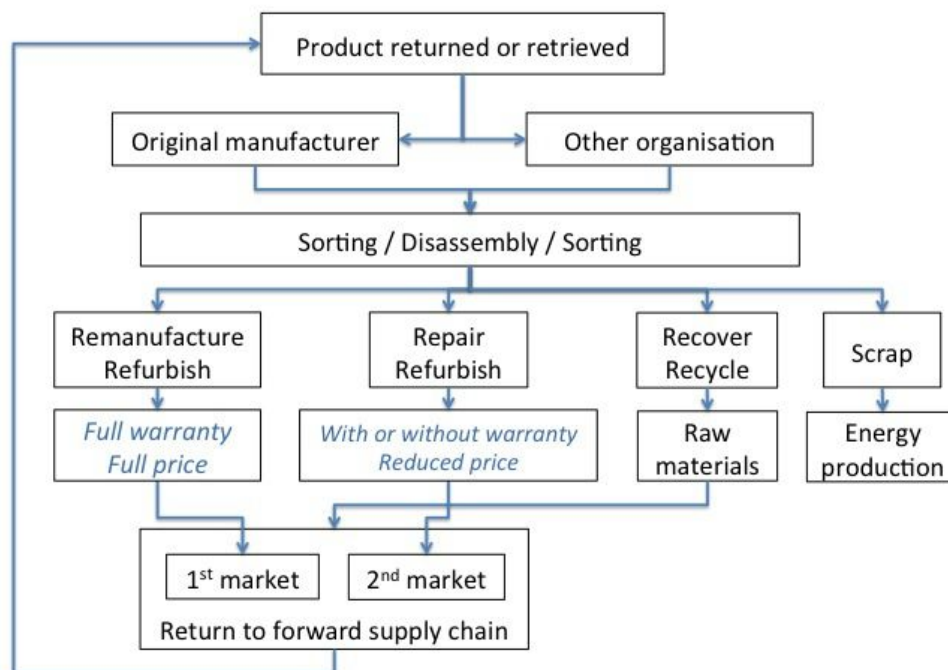 Product returned or retrieved
Original manufacturer
Other organisation
Sorting / Disassembly / Sorting
Remanufacture
Refurbish
Repair
Refurbish
Recover
Recycle
Scrap
Full warranty
Full price
With or without warranty
Reduced price
Raw
materials
Energy
production
1st market
2nd market
Return to forward supply chain